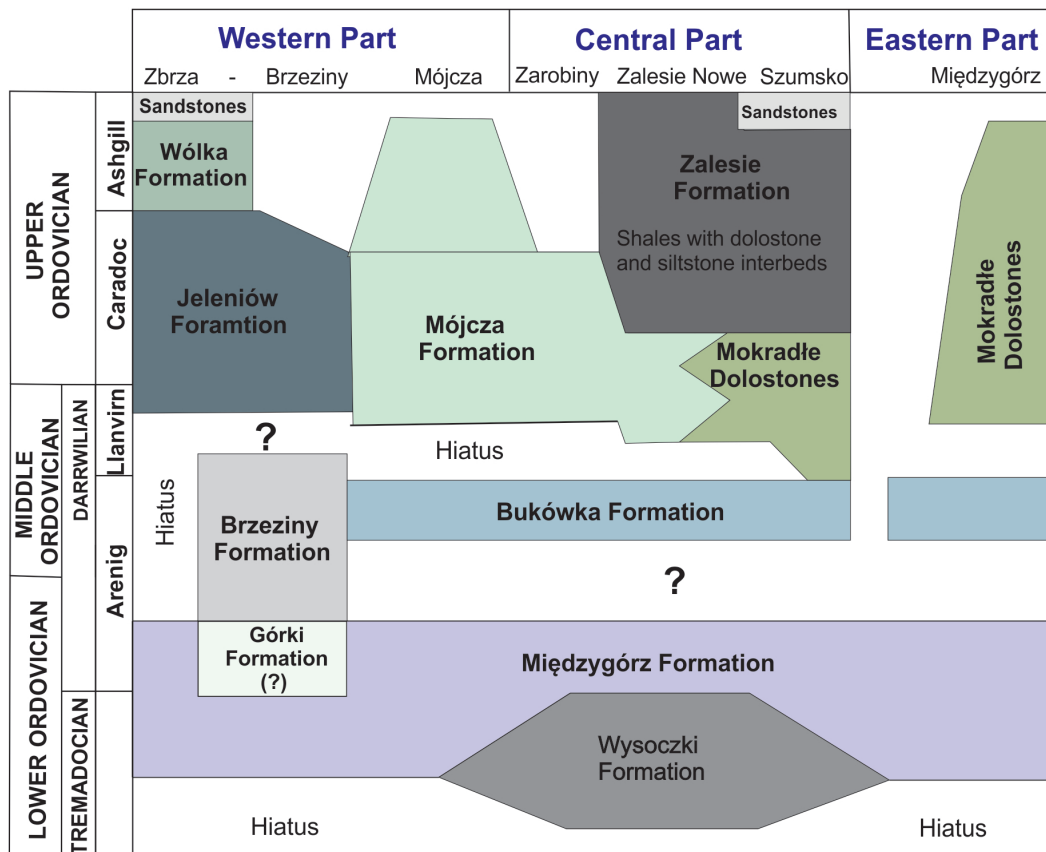 Western Part
Central Part
Eastern Part
Zbrza - Brzeziny
Mójcza
Zarobiny
Zalesie Nowe
Szumsko
Międzygórz
UPPER
ORDOVICIAN
MIDDLE
ORDOVICIAN
LOWER ORDOVICIAN
DARRWILIAN
TREMADOCIAN
Ashgill
Caradoc
Llanvirn
Arenig
Sandstones
Wólka
Formation
Jeleniów
Foramtion
?
Hiatus
Brzeziny
Formation
Górki
Formation
(?)
Mójcza
Formation
Hiatus
Zalesie
Formation
Shales with dolostone
and siltstone interbeds
Sandstones
Mokradłe
Dolostones
Mokradłe
Dolostones
Bukówka Formation
?
Międzygórz Formation
Wysoczki
Formation
Hiatus
Hiatus